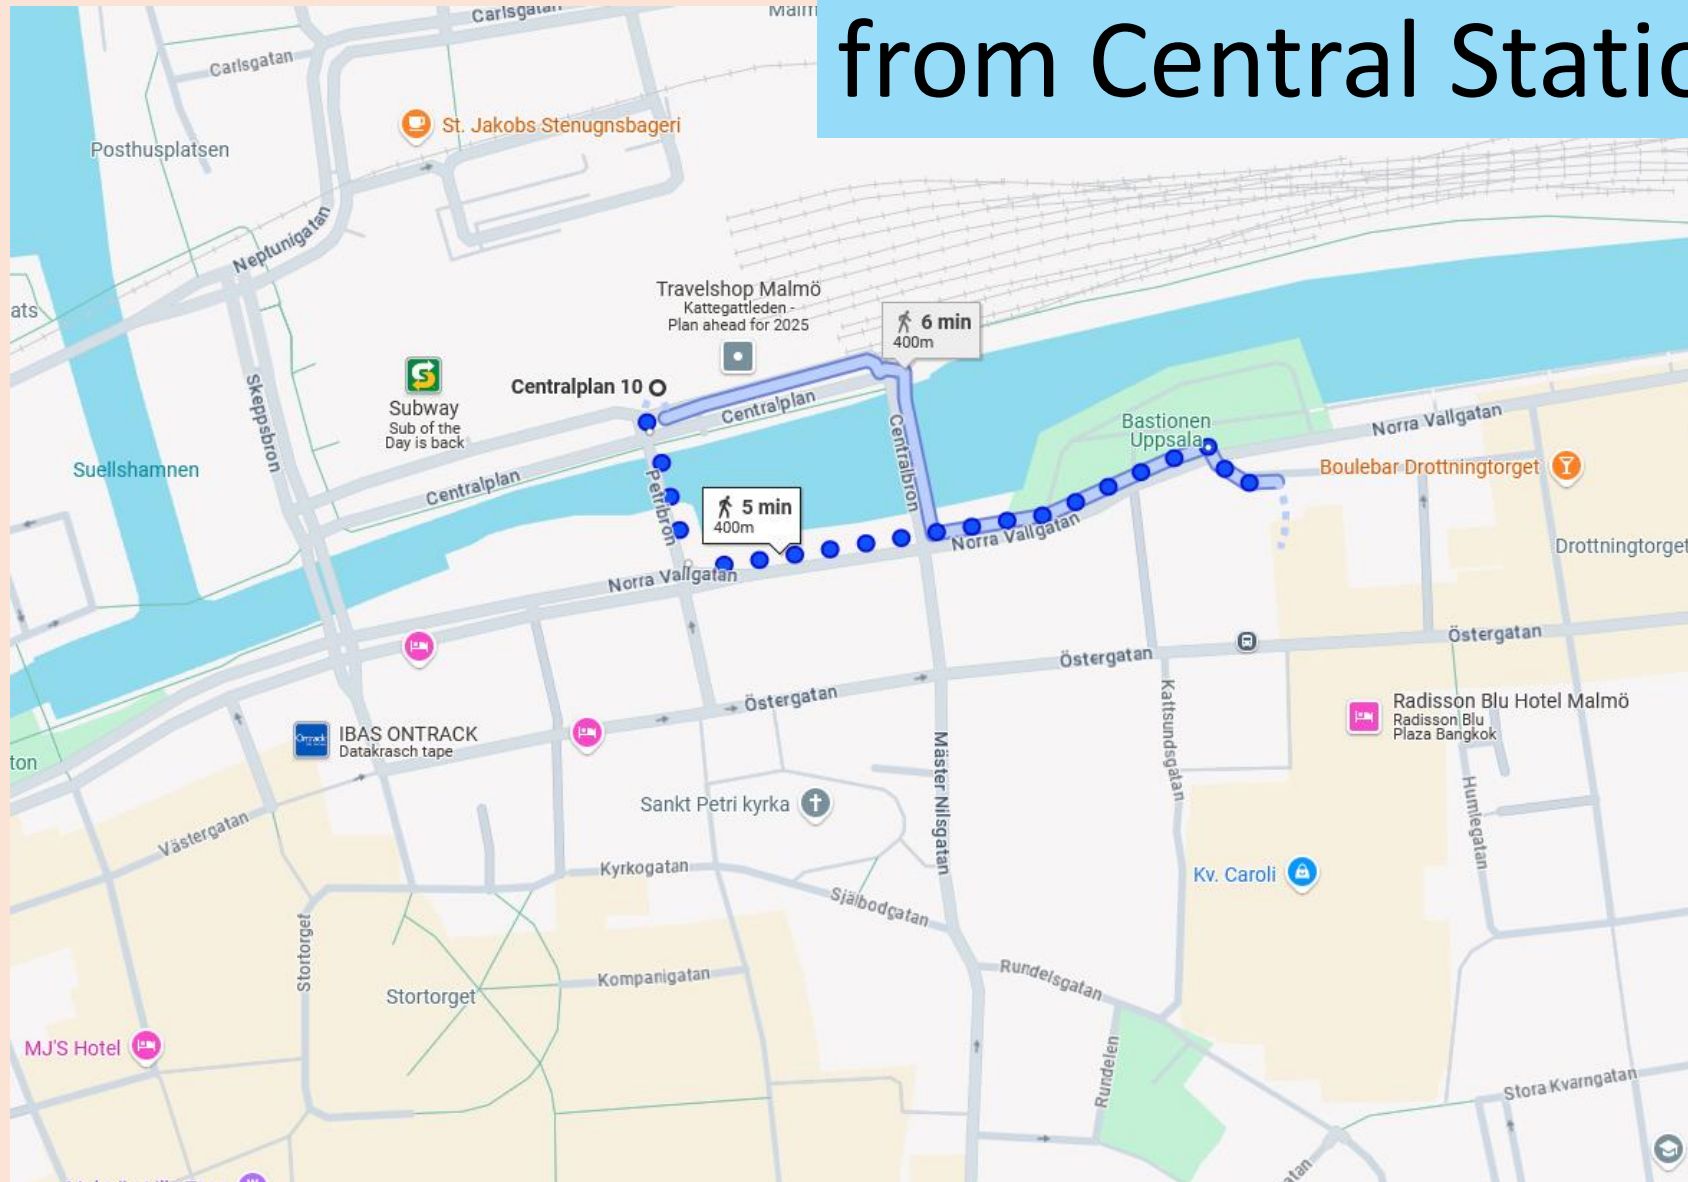 from Central Static
Carlsgatan
Carlsgatan
Posthusplatsen
St. Jakobs Stenugnsbageri
Neptunigatan
ats
Travelshop Malmö
Kattegattleden -
Plan ahead for 2025
6 min
400m
Centralplan 10
Subway
Sub of the
Day is back
Skeppsbron
Centralplan
Centralbron
Bastionen
Uppsala
Norra Vallgatan
Boulebar Drottningtorget
Suellshamnen
Centralplan
Petribron
5 min
400m
Norra Vallgatan
Drottningtorget
Norra Vallgatan
Östergatan
Östergatan
Östergatan
IBAS ONTRACK
Datakrasch tape
Ontrack
ton
Radisson Blu Hotel Malmö
Radisson Blu
Plaza Bangkok
Kattsundsgatan
Mäster Nilsgatan
Humlegatan
Sankt Petri kyrka
Västergatan
Kyrkogatan
Själbodgatan
Kv. Caroli
Stortorget
Kompanigatan
Rundelsgatan
Stortorget
MJ'S Hotel
Rundelen
Stora Kvarngatan
atan